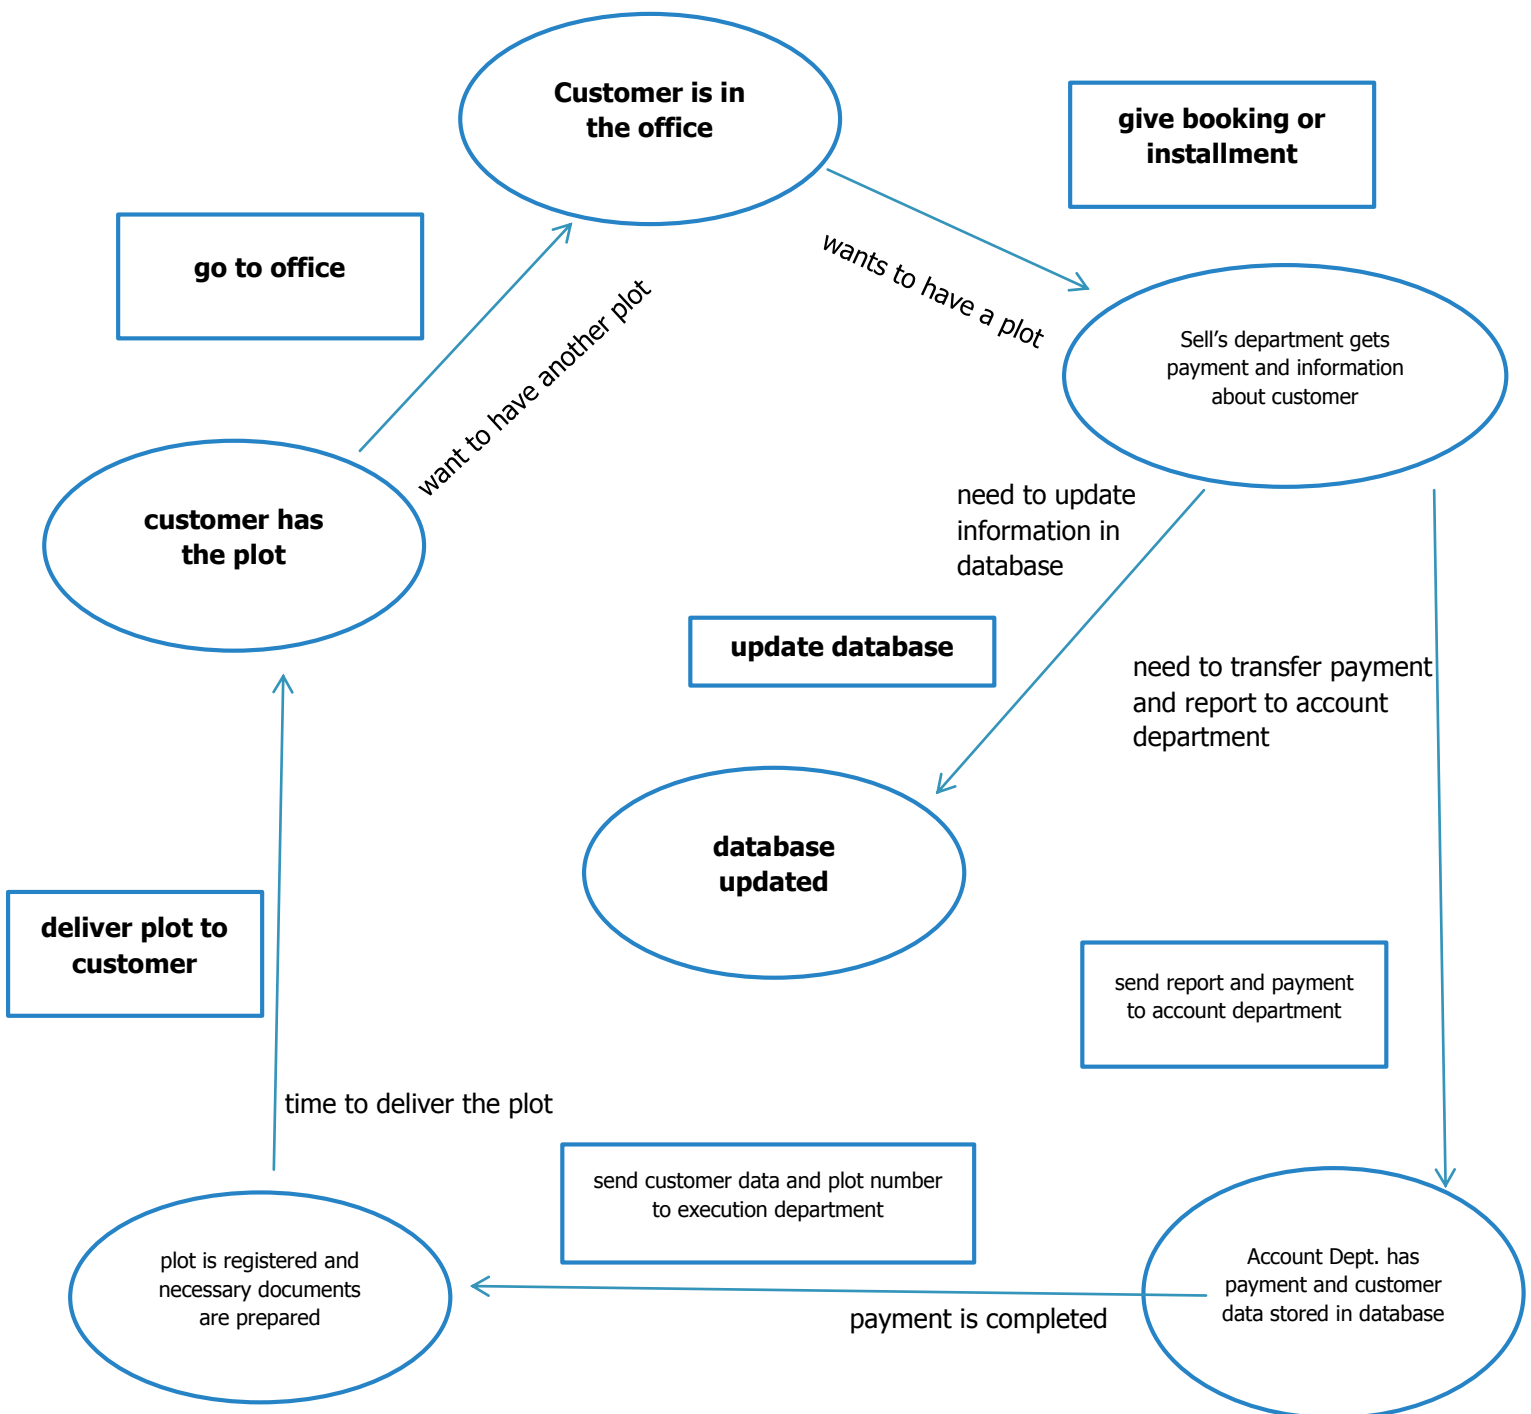 Customer is in
the office
give booking or
installment
go to office
wants to have a plot
want to have another plot
Sell’s department gets
payment and information
about customer
customer has
the plot
need to update
information in
database
update database
need to transfer payment
and report to account
department
database
updated
deliver plot to
customer
send report and payment
to account department
time to deliver the plot
send customer data and plot number
to execution department
plot is registered and
necessary documents
are prepared
payment is completed
Account Dept. has
payment and customer
data stored in database